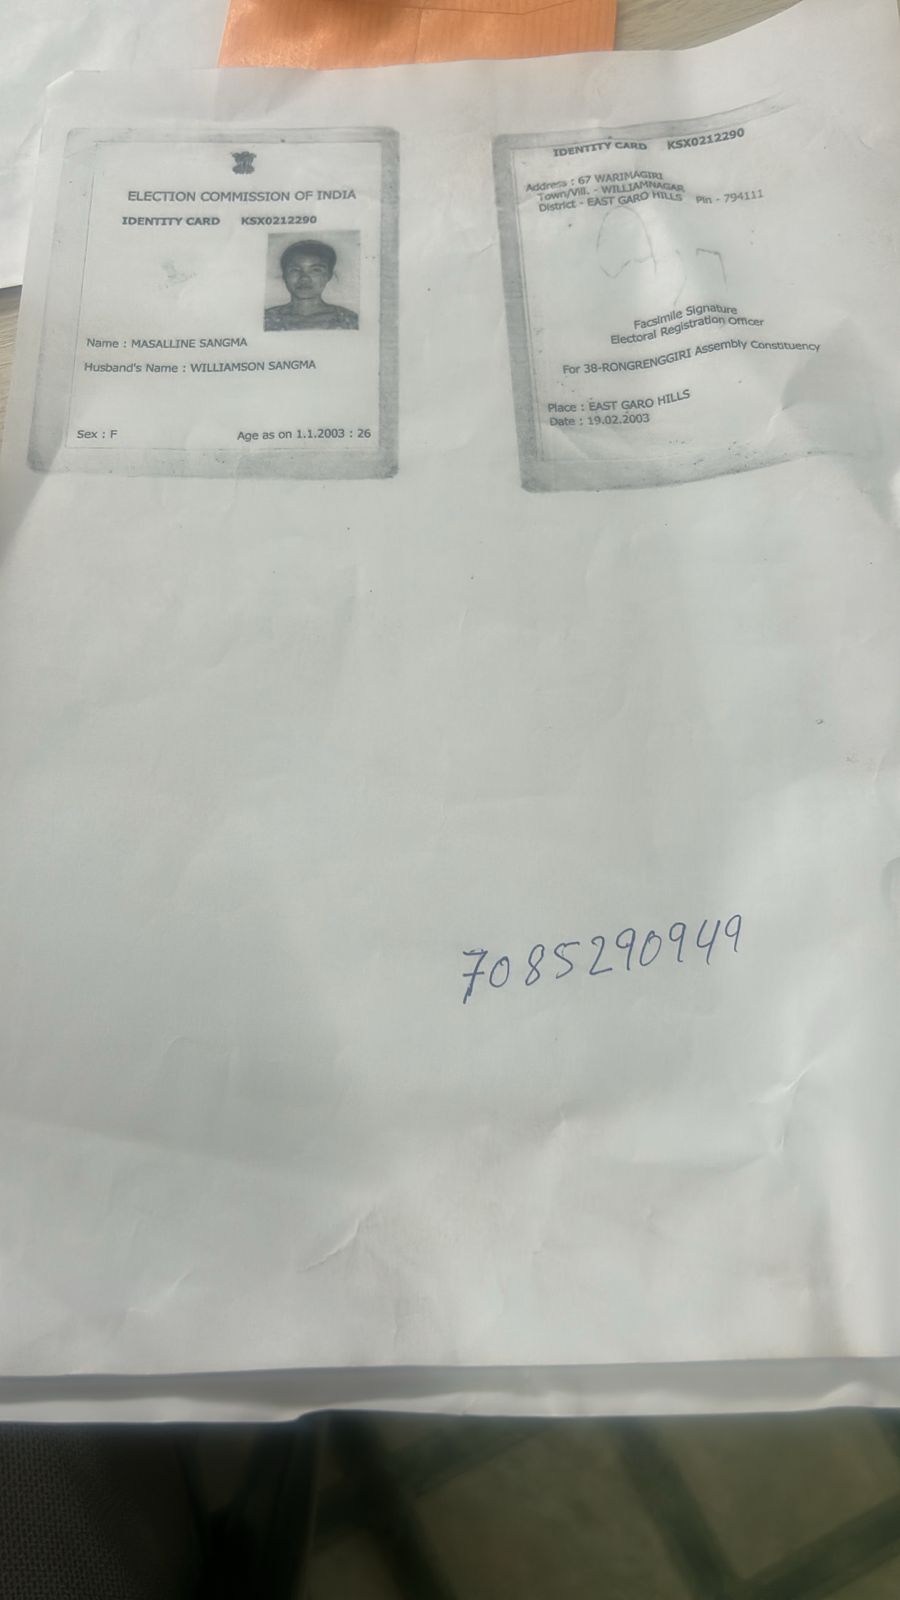 ELECTION COMMISSION OF INDIA
IDENTITY CARD KSX0212290
Name : MASALLINE SANGMA
Husband's Name : WILLIAMSON SANGMA
Sex : F Age as on 1.1.2003 : 26
IDENTITY CARD KSX0212290
Address : 67 WARIMAGIRI
Town/Vill. - WILLIAMNAGAR
District - EAST GARO HILLS Pin - 794111
Facsimile Signature
Electoral Registration Officer
For 38-RONGRENGGIRI Assembly Constituency
Place : EAST GARO HILLS
Date : 19.02.2003
7085290949